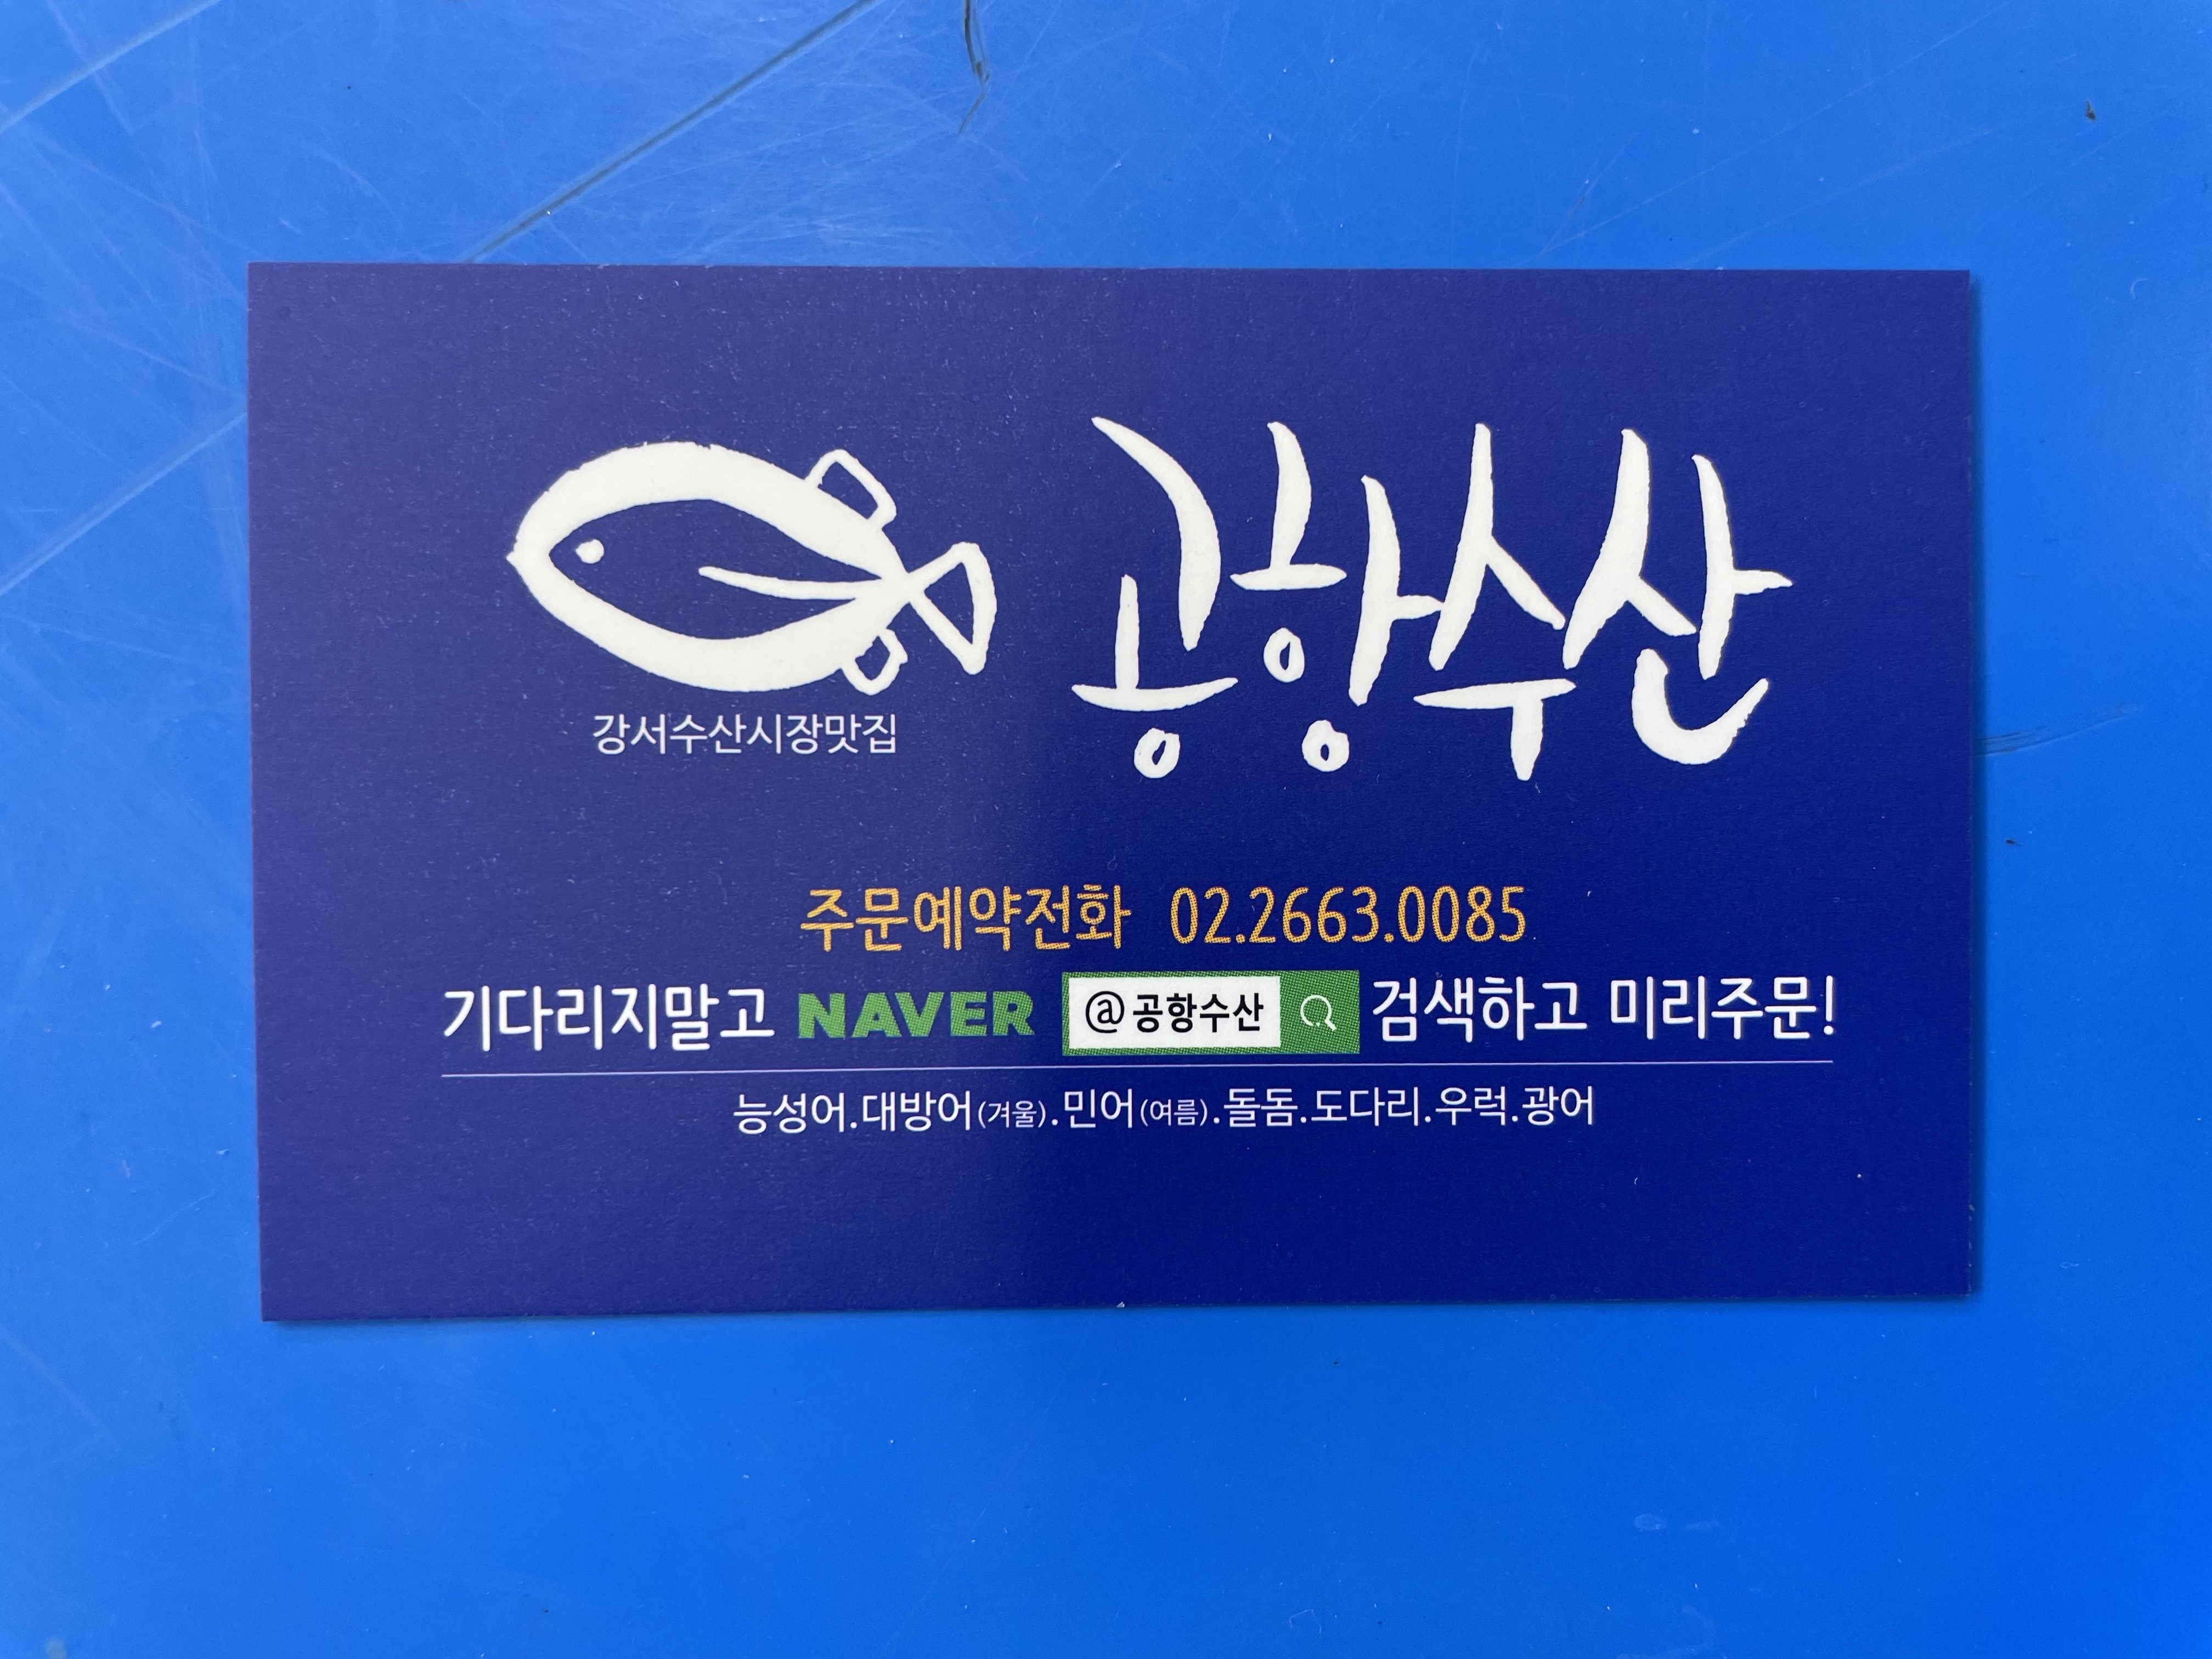 공항수산
강서수산시장맛집
주문예약전화 02.2663.0085
기다리지말고 NAVER @공항수산 검색하고 미리주문!
능성어.대방어(겨울).민어(여름).돌돔.도다리.우럭.광어